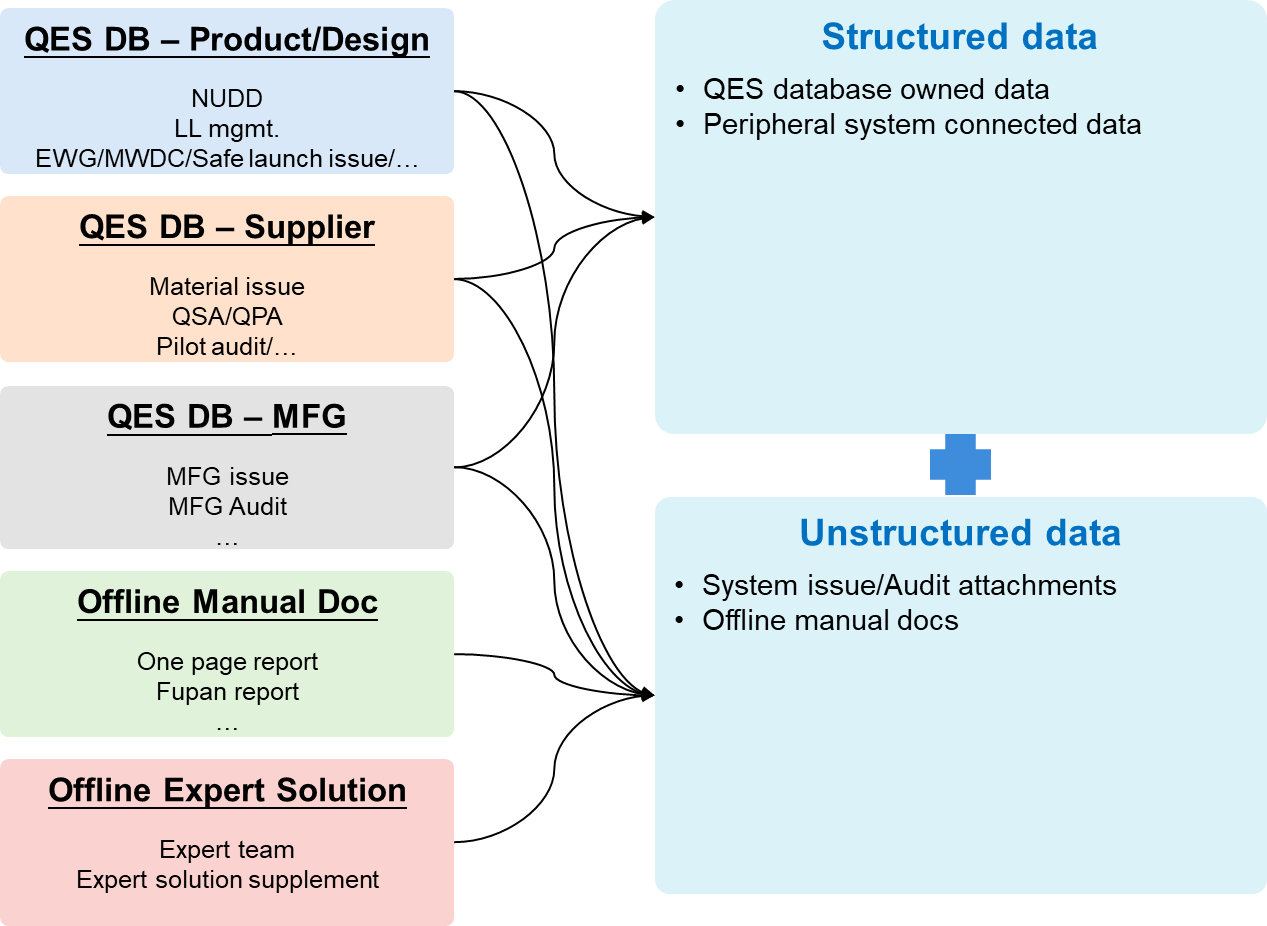 QES DB – Product/Design
NUDD
LL mgmt.
EWG/MWDC/Safe launch issue/…
QES DB – Supplier
Material issue
QSA/QPA
Pilot audit/…
QES DB – MFG
MFG issue
MFG Audit
…
Offline Manual Doc
One page report
Fupan report
…
Offline Expert Solution
Expert team
Expert solution supplement
Structured data
• QES database owned data
• Peripheral system connected data
Unstructured data
• System issue/Audit attachments
• Offline manual docs